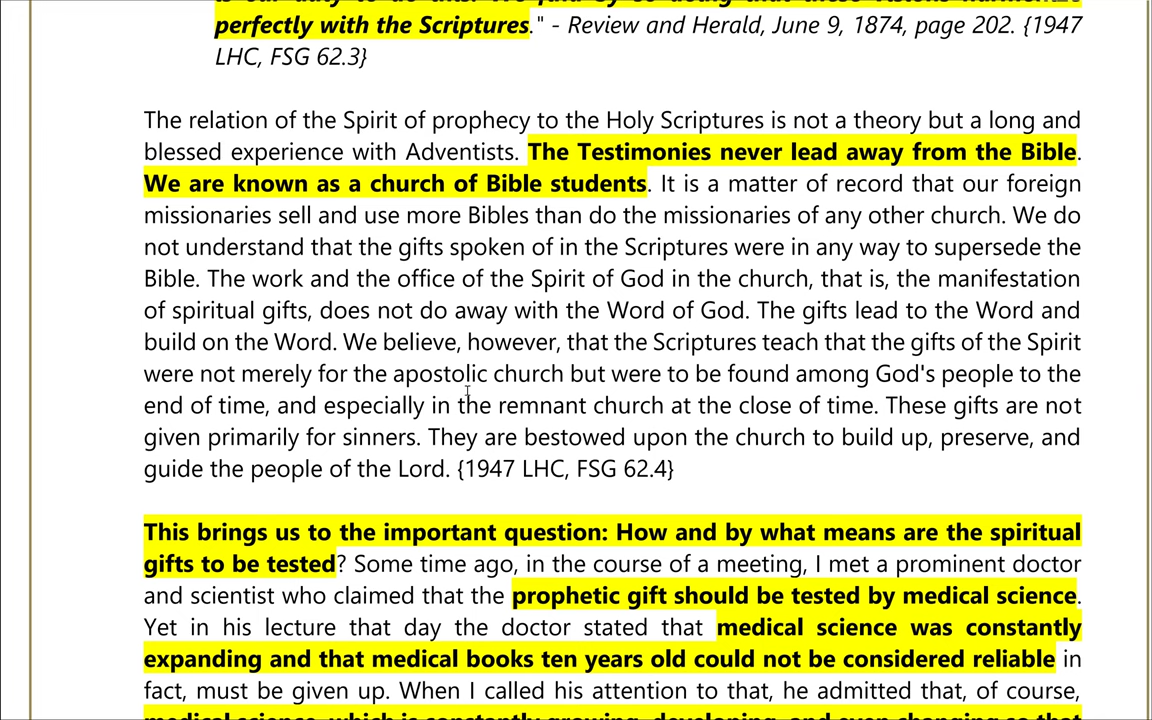 perfectly with the Scriptures." - Review and Herald, June 9, 1874, page 202. {1947
LHC, FSG 62.3}
The relation of the Spirit of prophecy to the Holy Scriptures is not a theory but a long and
blessed experience with Adventists. The Testimonies never lead away from the Bible.
We are known as a church of Bible students. It is a matter of record that our foreign
missionaries sell and use more Bibles than do the missionaries of any other church. We do
not understand that the gifts spoken of in the Scriptures were in any way to supersede the
Bible. The work and the office of the Spirit of God in the church, that is, the manifestation
of spiritual gifts, does not do away with the Word of God. The gifts lead to the Word and
build on the Word. We believe, however, that the Scriptures teach that the gifts of the Spirit
were not merely for the apostolic church but were to be found among God's people to the
end of time, and especially in the remnant church at the close of time. These gifts are not
given primarily for sinners. They are bestowed upon the church to build up, preserve, and
guide the people of the Lord. {1947 LHC, FSG 62.4}
This brings us to the important question: How and by what means are the spiritual
gifts to be tested? Some time ago, in the course of a meeting, I met a prominent doctor
and scientist who claimed that the prophetic gift should be tested by medical science.
Yet in his lecture that day the doctor stated that medical science was constantly
expanding and that medical books ten years old could not be considered reliable in
fact, must be given up. When I called his attention to that, he admitted that, of course,
medical science, which is constantly growing, developing, and even changing so that